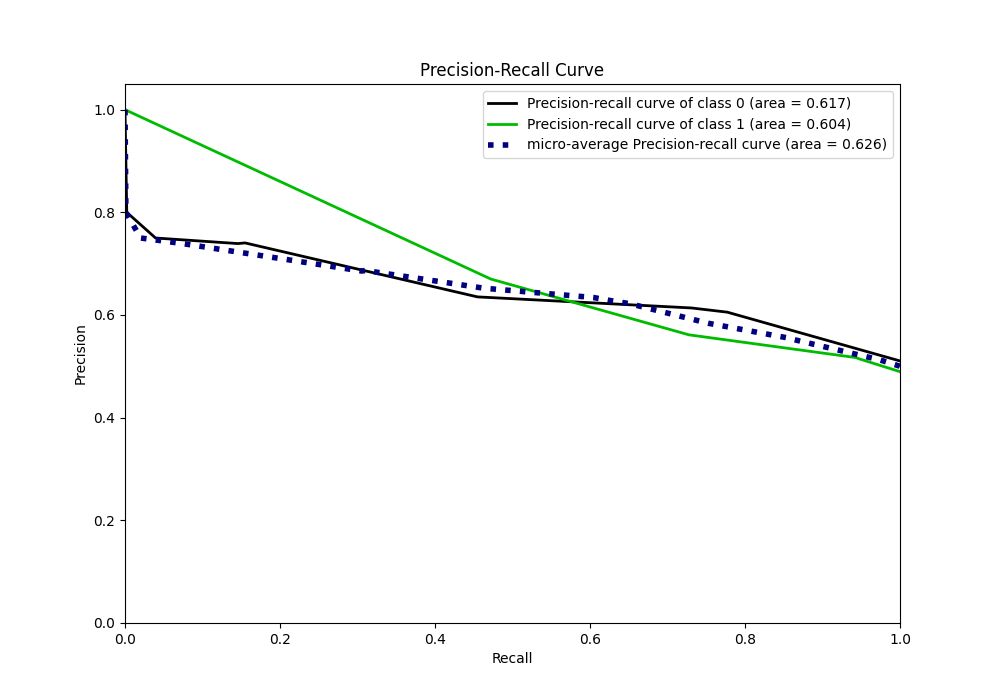 Precision-Recall Curve
Precision-recall curve of class 0 (area = 0.617)
Precision-recall curve of class 1 (area = 0.604)
micro-average Precision-recall curve (area = 0.626)
Precision
1.0
0.8
0.6
0.4
0.2
0.0
0.0 0.2 0.4 0.6 0.8 1.0
Recall